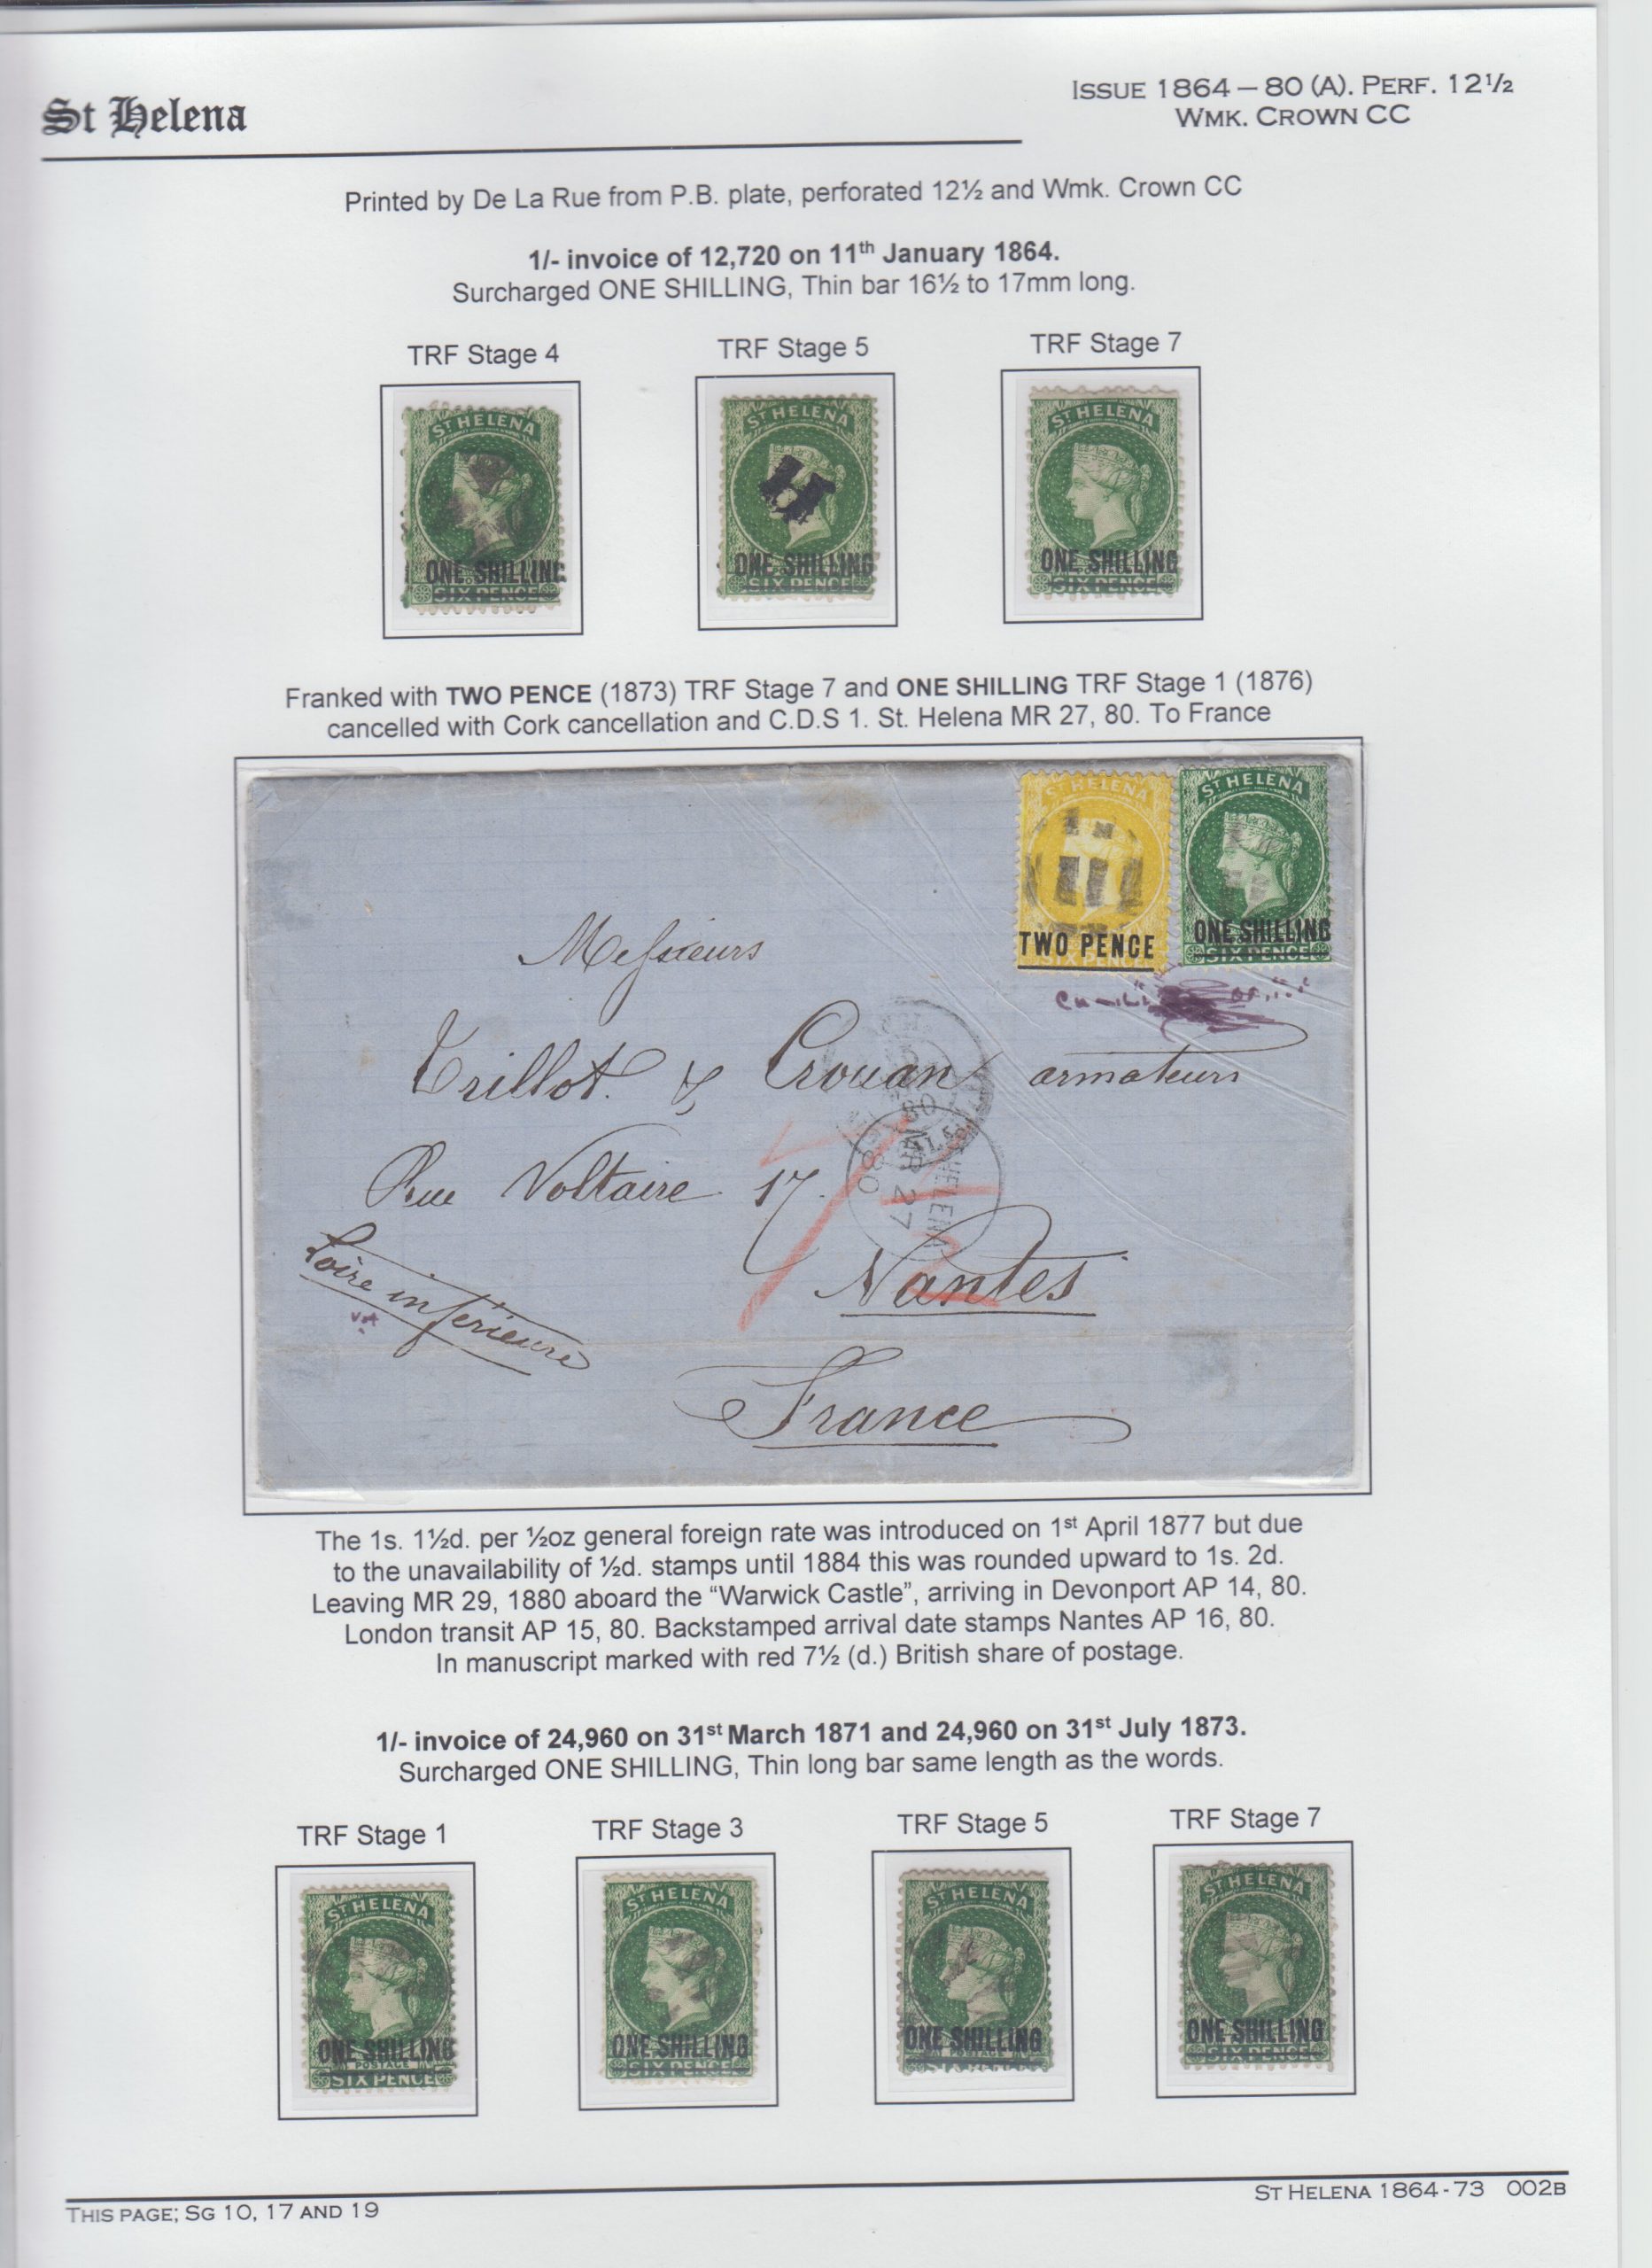 St Helena
ISSUE 1864 – 80 (A). PERF. 12½
WMK. CROWN CC
Printed by De La Rue from P.B. plate, perforated 12½ and Wmk. Crown CC
1/- invoice of 12,720 on 11th January 1864.
Surcharged ONE SHILLING, Thin bar 16½ to 17mm long.
TRF Stage 4
TRF Stage 5
TRF Stage 7
ST HELENA
ONE SHILLING
SIX PENCE
ST HELENA
ONE SHILLING
SIX PENCE
ST HELENA
ONE SHILLING
SIX PENCE
Franked with TWO PENCE (1873) TRF Stage 7 and ONE SHILLING TRF Stage 1 (1876)
cancelled with Cork cancellation and C.D.S 1. St. Helena MR 27, 80. To France
ST HELENA
TWO PENCE
SIX PENCE
ST HELENA
ONE SHILLING
SIX PENCE
Messieurs
Trillot & Crouan armateurs
Rue Voltaire 17.
Nantes
Loire inférieure
France
ST HELENA
MR 27
80
The 1s. 1½d. per ½oz general foreign rate was introduced on 1st April 1877 but due
to the unavailability of ½d. stamps until 1884 this was rounded upward to 1s. 2d.
Leaving MR 29, 1880 aboard the “Warwick Castle”, arriving in Devonport AP 14, 80.
London transit AP 15, 80. Backstamped arrival date stamps Nantes AP 16, 80.
In manuscript marked with red 7½ (d.) British share of postage.
1/- invoice of 24,960 on 31st March 1871 and 24,960 on 31st July 1873.
Surcharged ONE SHILLING, Thin long bar same length as the words.
TRF Stage 1
TRF Stage 3
TRF Stage 5
TRF Stage 7
ST HELENA
ONE SHILLING
POSTAGE
SIX PENCE
ST HELENA
ONE SHILLING
SIX PENCE
ST HELENA
ONE SHILLING
ST HELENA
ONE SHILLING
SIX PENCE
THIS PAGE; SG 10, 17 AND 19
ST HELENA 1864-73 002B